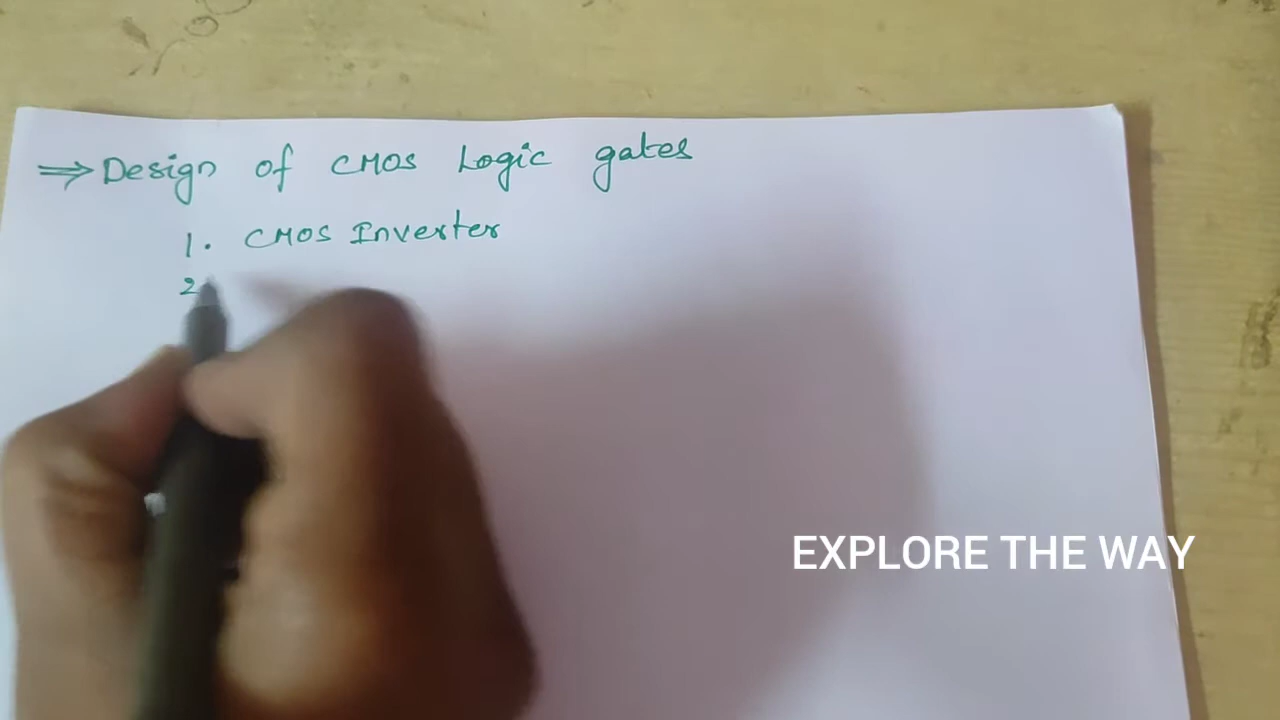 ⇒ Design of CMOS Logic gates
1. CMOS Inverter
2
EXPLORE THE WAY